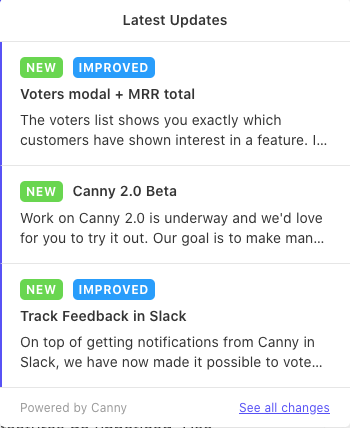 Latest Updates
NEW IMPROVED
Voters modal + MRR total
The voters list shows you exactly which
customers have shown interest in a feature. I...
NEW Canny 2.0 Beta
Work on Canny 2.0 is underway and we'd love
for you to try it out. Our goal is to make man...
NEW IMPROVED
Track Feedback in Slack
On top of getting notifications from Canny in
Slack, we have now made it possible to vote...
Powered by Canny See all changes